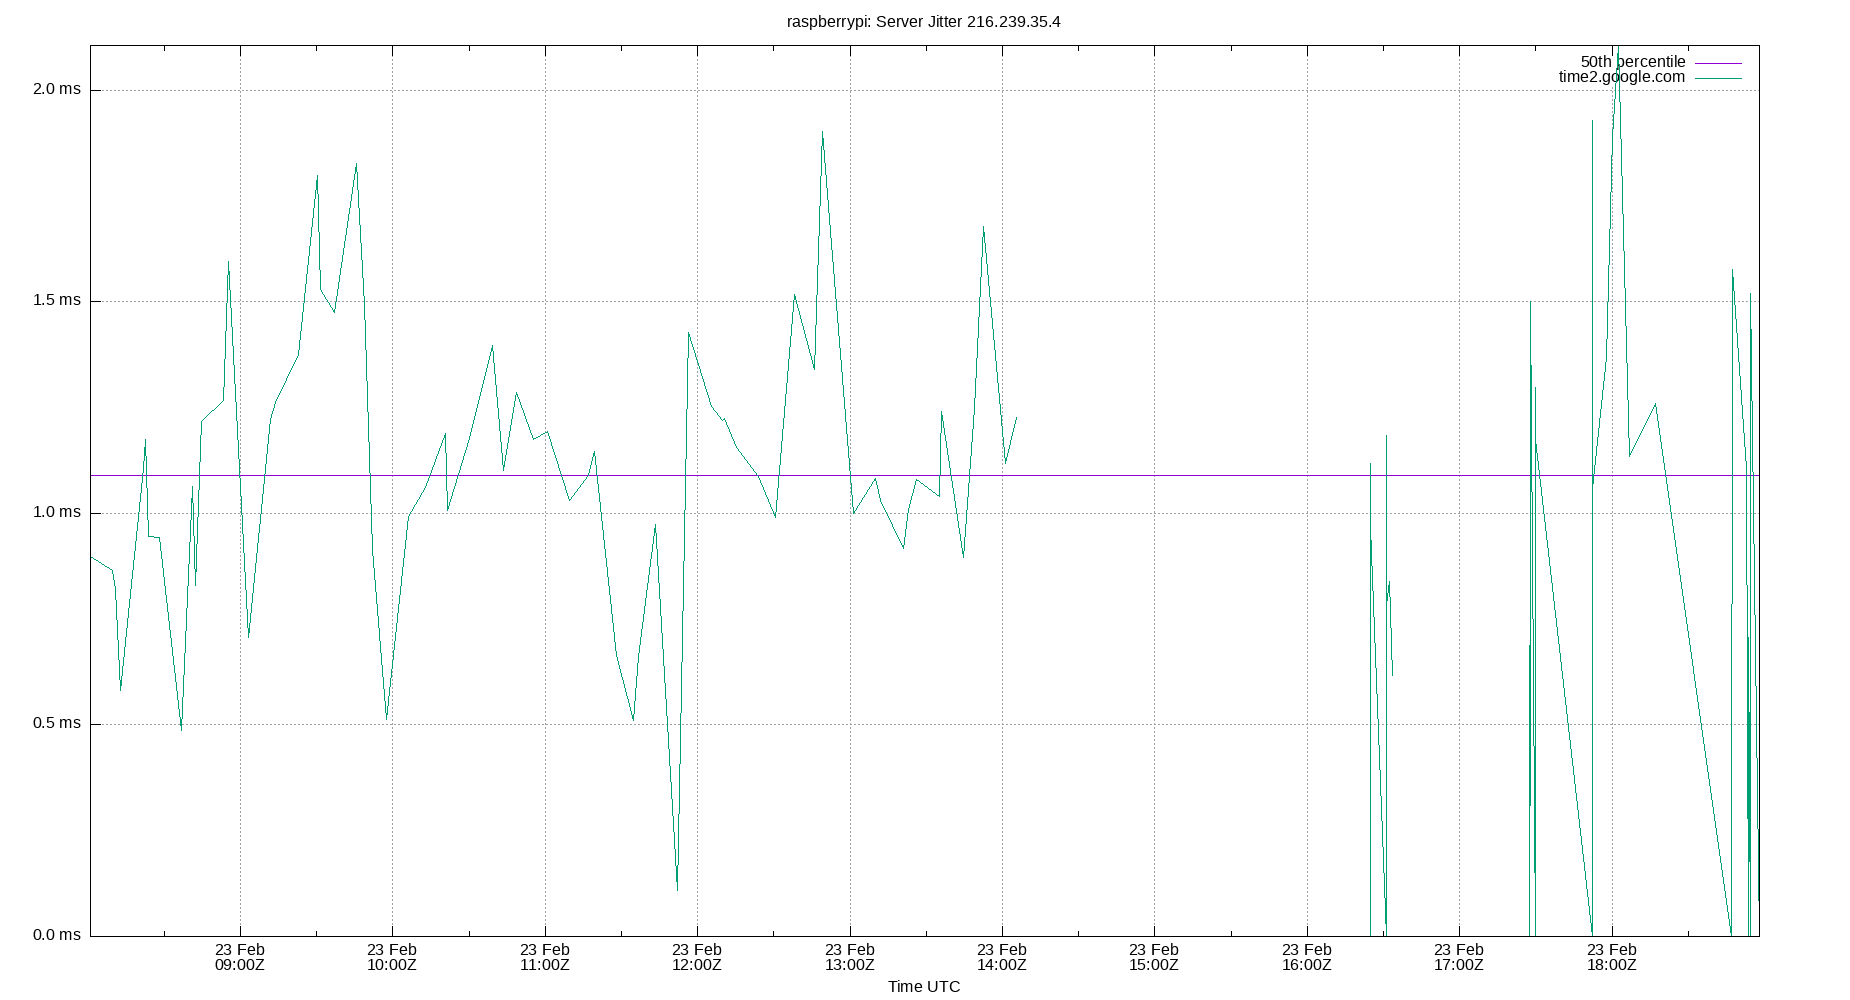 raspberrypi: Server Jitter 216.239.35.4
50th percentile
time2.google.com
2.0 ms
1.5 ms
1.0 ms
0.5 ms
0.0 ms
23 Feb 23 Feb 23 Feb 23 Feb 23 Feb 23 Feb 23 Feb 23 Feb 23 Feb 23 Feb
09:00Z 10:00Z 11:00Z 12:00Z 13:00Z 14:00Z 15:00Z 16:00Z 17:00Z 18:00Z
Time UTC